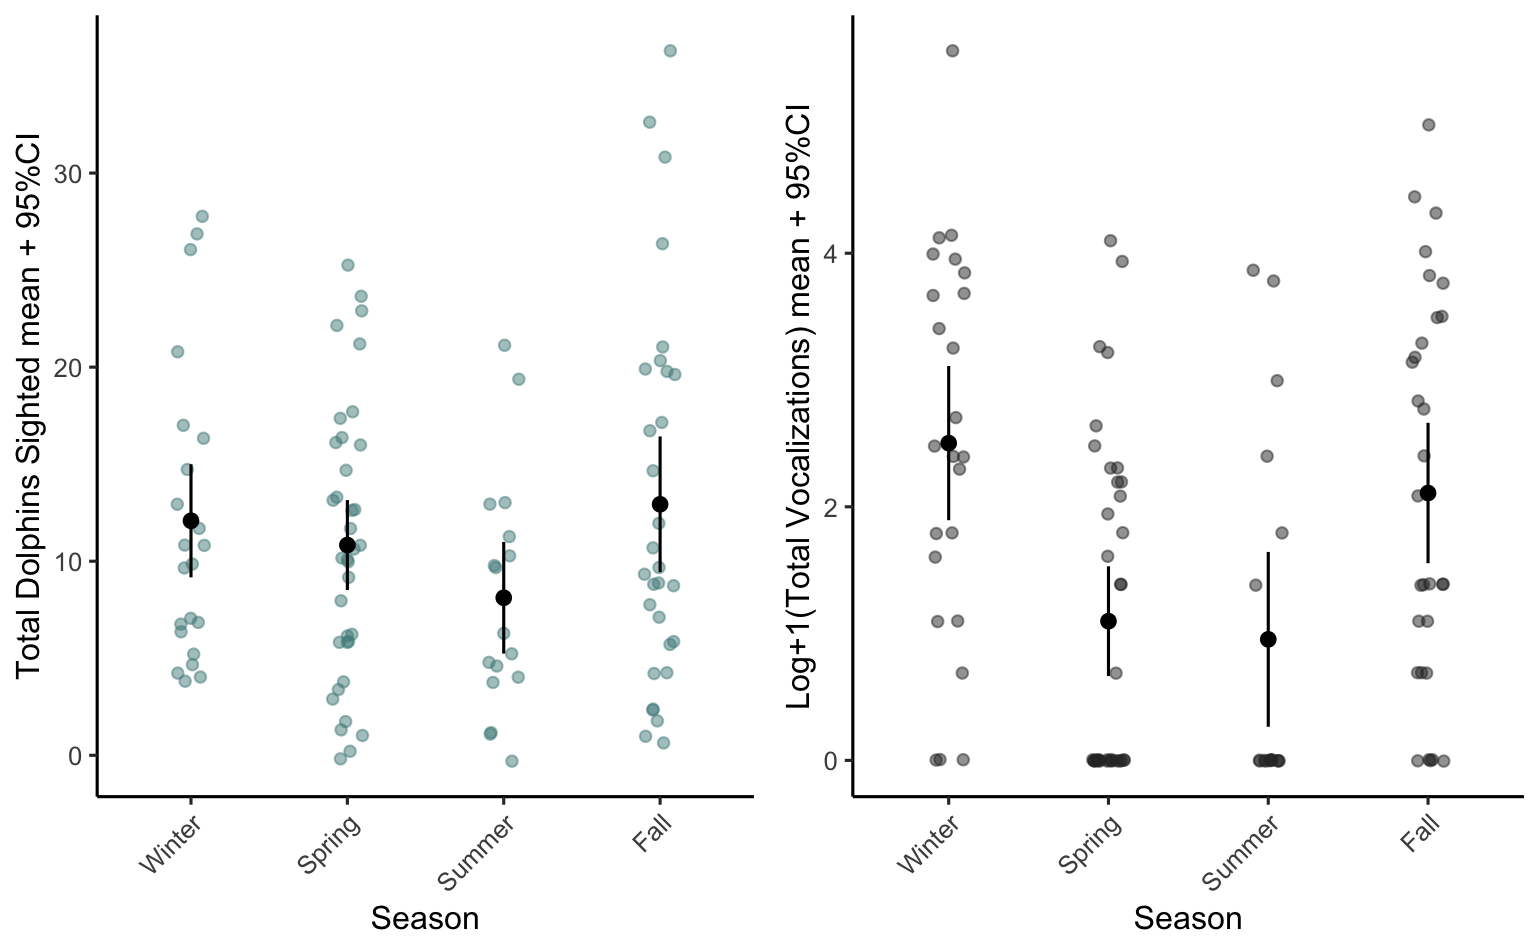 Total Dolphins Sighted mean + 95%CI
30
20
10
0
Winter
Spring
Summer
Fall
Season
Log+1(Total Vocalizations) mean + 95%CI
4
2
0
Winter
Spring
Summer
Fall
Season